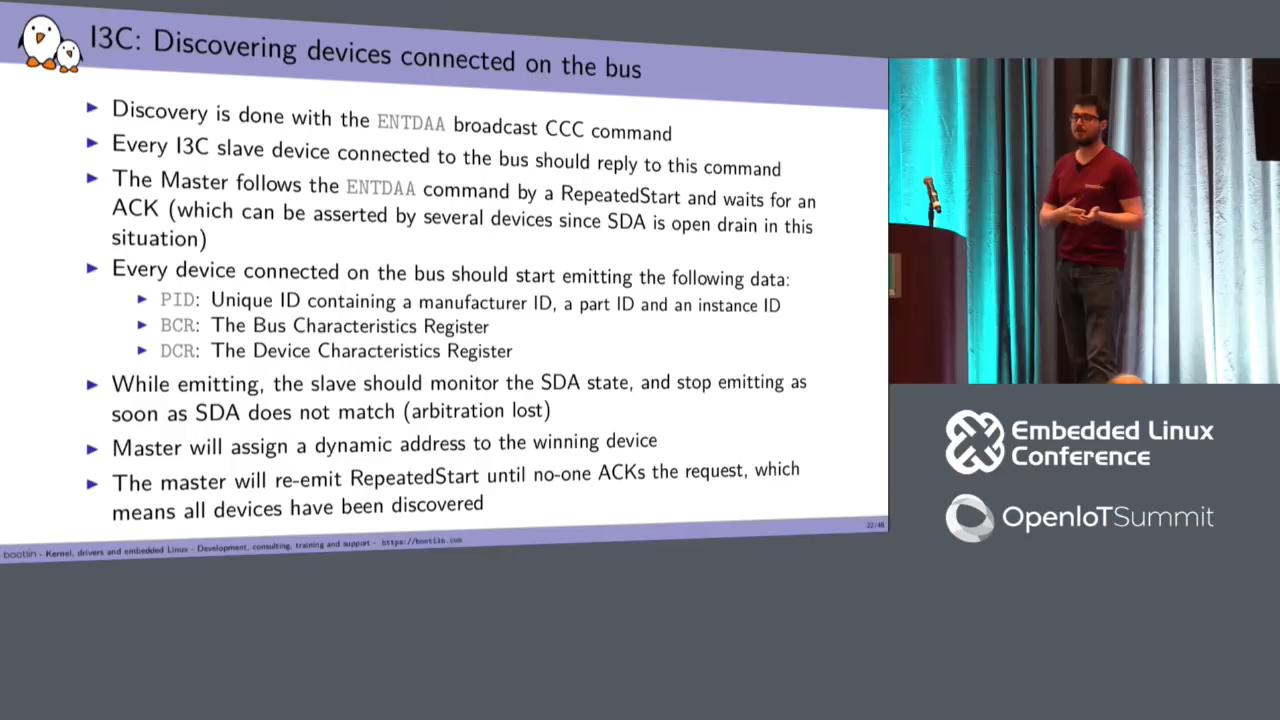 I3C: Discovering devices connected on the bus
▶ Discovery is done with the ENTDAA broadcast CCC command
▶ Every I3C slave device connected to the bus should reply to this command
▶ The Master follows the ENTDAA command by a RepeatedStart and waits for an
ACK (which can be asserted by several devices since SDA is open drain in this
situation)
▶ Every device connected on the bus should start emitting the following data:
▶ PID: Unique ID containing a manufacturer ID, a part ID and an instance ID
▶ BCR: The Bus Characteristics Register
▶ DCR: The Device Characteristics Register
▶ While emitting, the slave should monitor the SDA state, and stop emitting as
soon as SDA does not match (arbitration lost)
▶ Master will assign a dynamic address to the winning device
▶ The master will re-emit RepeatedStart until no-one ACKs the request, which
means all devices have been discovered
bootlin - Kernel, drivers and embedded Linux - Development, consulting, training and support - https://bootlin.com
22/48
Embedded Linux
Conference
OpenIoTSummit